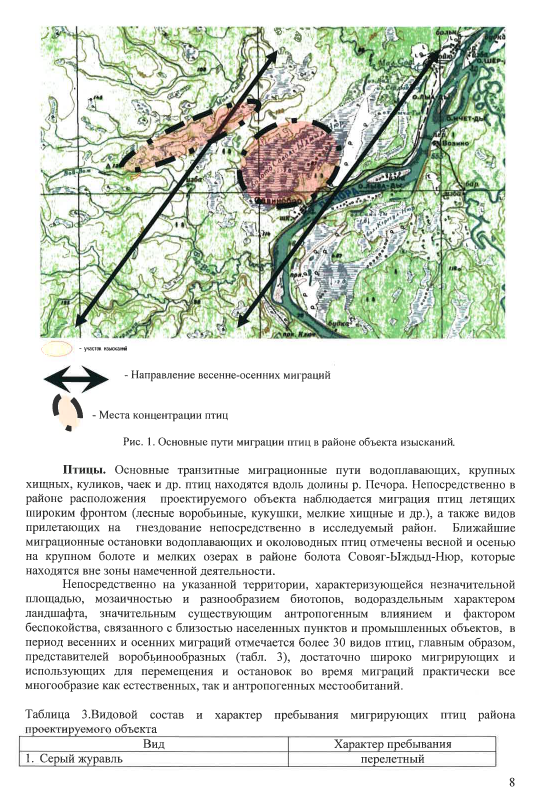 - участок изысканий
- Направление весенне-осенних миграций
- Места концентрации птиц
Рис. 1. Основные пути миграции птиц в районе объекта изысканий.
Птицы. Основные транзитные миграционные пути водоплавающих, крупных
хищных, куликов, чаек и др. птиц находятся вдоль долины р. Печора. Непосредственно в
районе расположения проектируемого объекта наблюдается миграция птиц летящих
широким фронтом (лесные воробьиные, кукушки, мелкие хищные и др.), а также видов
прилетающих на гнездование непосредственно в исследуемый район. Ближайшие
миграционные остановки водоплавающих и околоводных птиц отмечены весной и осенью
на крупном болоте и мелких озерах в районе болота Совояг-Ыждыд-Нюр, которые
находятся вне зоны намеченной деятельности.
Непосредственно на указанной территории, характеризующейся незначительной
площадью, мозаичностью и разнообразием биотопов, водораздельным характером
ландшафта, значительным существующим антропогенным влиянием и фактором
беспокойства, связанного с близостью населенных пунктов и промышленных объектов, в
период весенних и осенних миграций отмечается более 30 видов птиц, главным образом,
представителей воробьинообразных (табл. 3), достаточно широко мигрирующих и
использующих для перемещения и остановок во время миграций практически все
многообразие как естественных, так и антропогенных местообитаний.
Таблица 3.Видовой состав и характер пребывания мигрирующих птиц района
проектируемого объекта
Вид Характер пребывания
1. Серый журавль перелетный
8